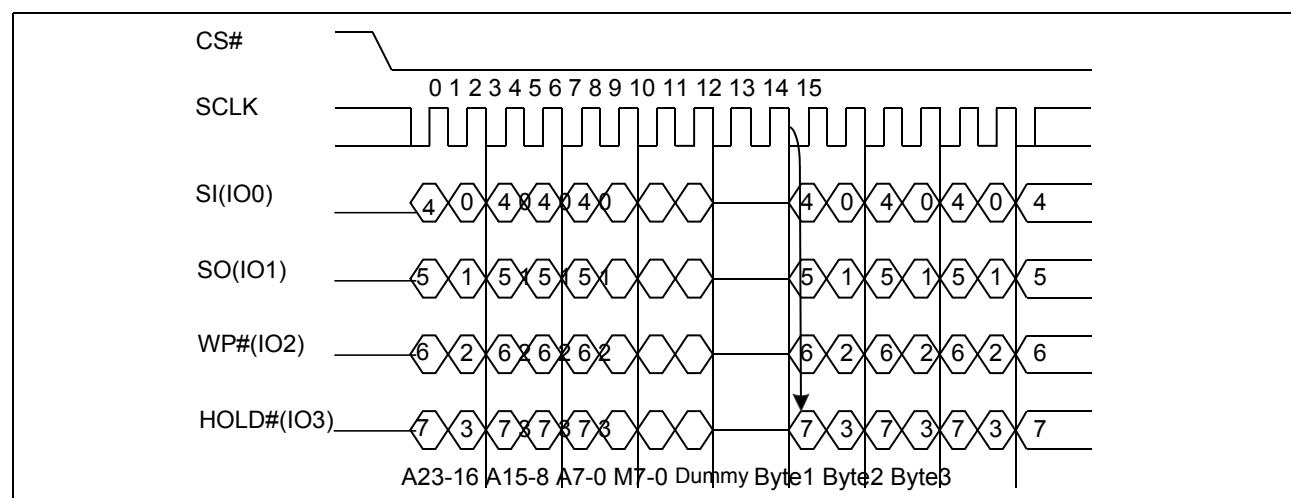 CS#
0 1 2 3 4 5 6 7 8 9 10 11 12 13 14 15
SCLK
SI(IO0) 4 0 4 0 4 0 4 0 4 0 4 0 4 0 4
SO(IO1) 5 1 5 1 5 1 5 1 5 1 5 1 5 1 5
WP#(IO2) 6 2 6 2 6 2 6 2 6 2 6 2 6 2 6
HOLD#(IO3) 7 3 7 3 7 3 7 3 7 3 7 3 7 3 7
A23-16 A15-8 A7-0 M7-0 Dummy Byte1 Byte2 Byte3